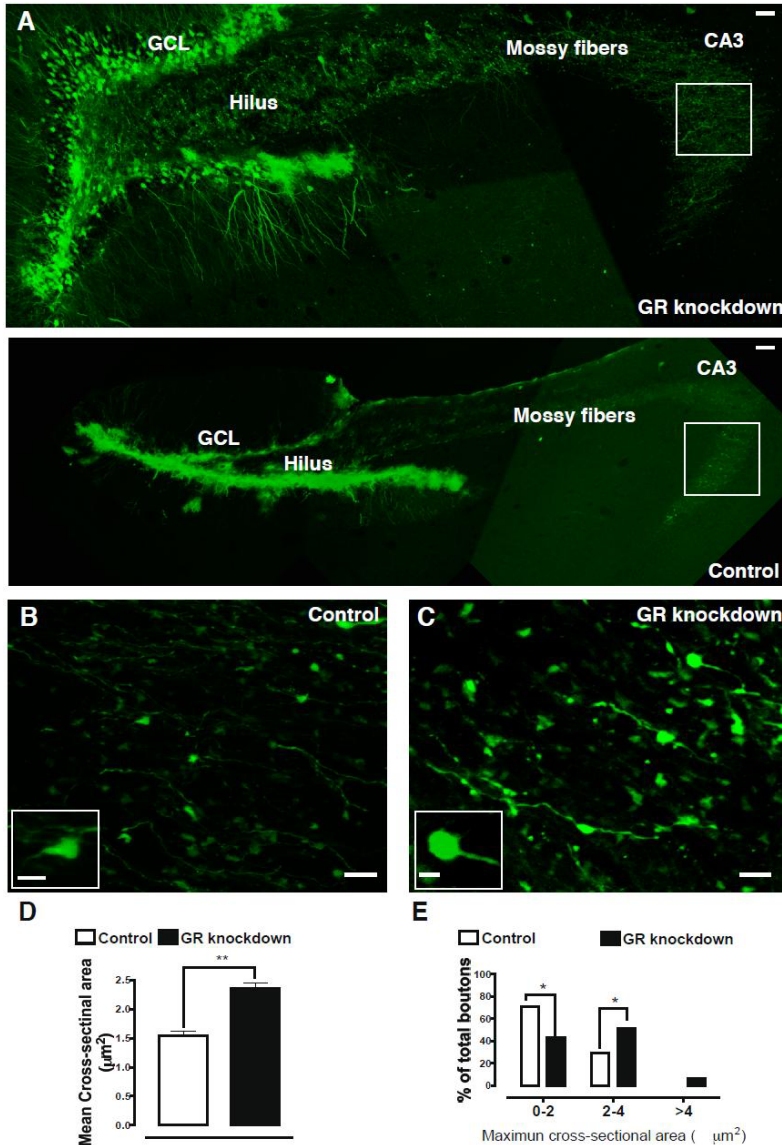 A
GCL
Hilus
Mossy fibers
CA3
GR knockdown
CA3
Mossy fibers
GCL
Hilus
Control
B
Control
C
GR knockdown
D
Control
GR knockdown
**
Mean Cross-sectinal area
(μm²)
2.5
2.0
1.5
1.0
0.5
0.0
E
Control
GR knockdown
% of total boutons
100
80
60
40
20
0
*
*
0-2
2-4
>4
Maximun cross-sectional area ( μm²)